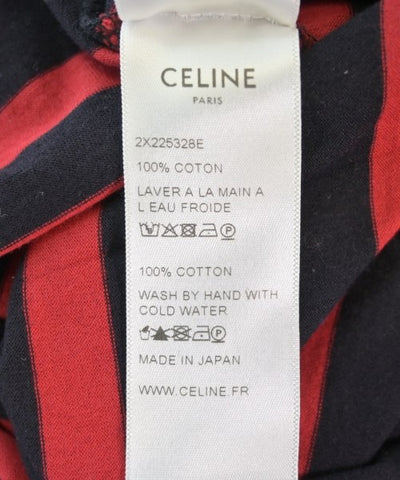 CELINE
PARIS
2X225328E
100% COTON
LAVER A LA MAIN A
L EAU FROIDE
100% COTTON
WASH BY HAND WITH
COLD WATER
MADE IN JAPAN
WWW.CELINE.FR